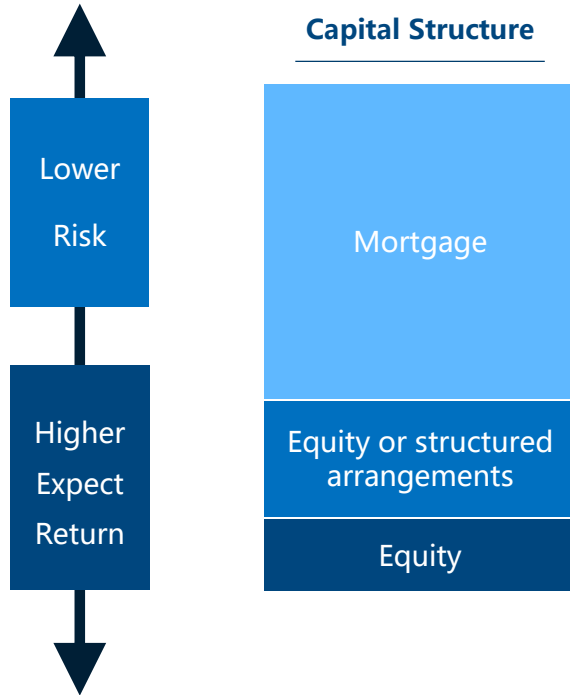 Capital Structure
Lower
Risk
Mortgage
Higher
Expect
Return
Equity or structured
arrangements
Equity